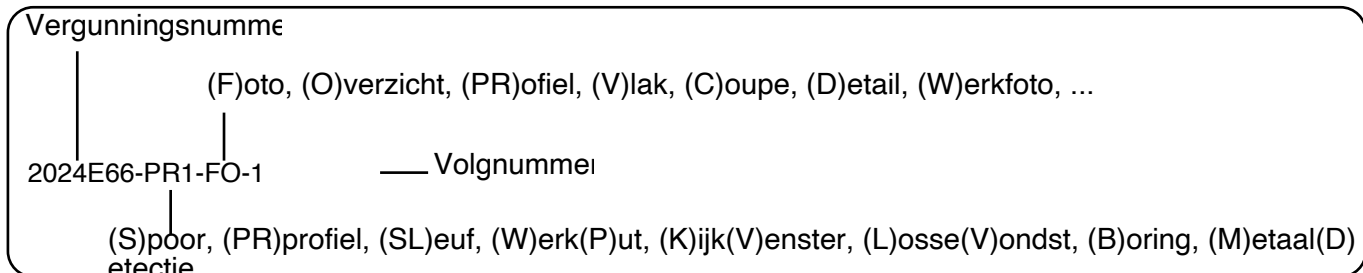 Vergunningsnumme
(F)oto, (O)verzicht, (PR)ofiel, (V)lak, (C)oupe, (D)etail, (W)erkfoto, ...
2024E66-PR1-FO-1
Volgnummer
(S)poor, (PR)profiel, (SL)euf, (W)erk(P)ut, (K)ijk(V)enster, (L)osse(V)ondst, (B)oring, (M)etaal(D)
etectie